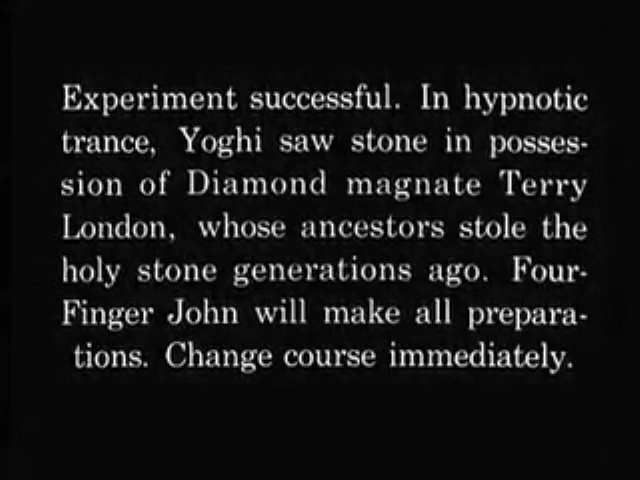 Experiment successful. In hypnotic
trance, Yoghi saw stone in posses-
sion of Diamond magnate Terry
London, whose ancestors stole the
holy stone generations ago. Four-
Finger John will make all prepara-
tions. Change course immediately.